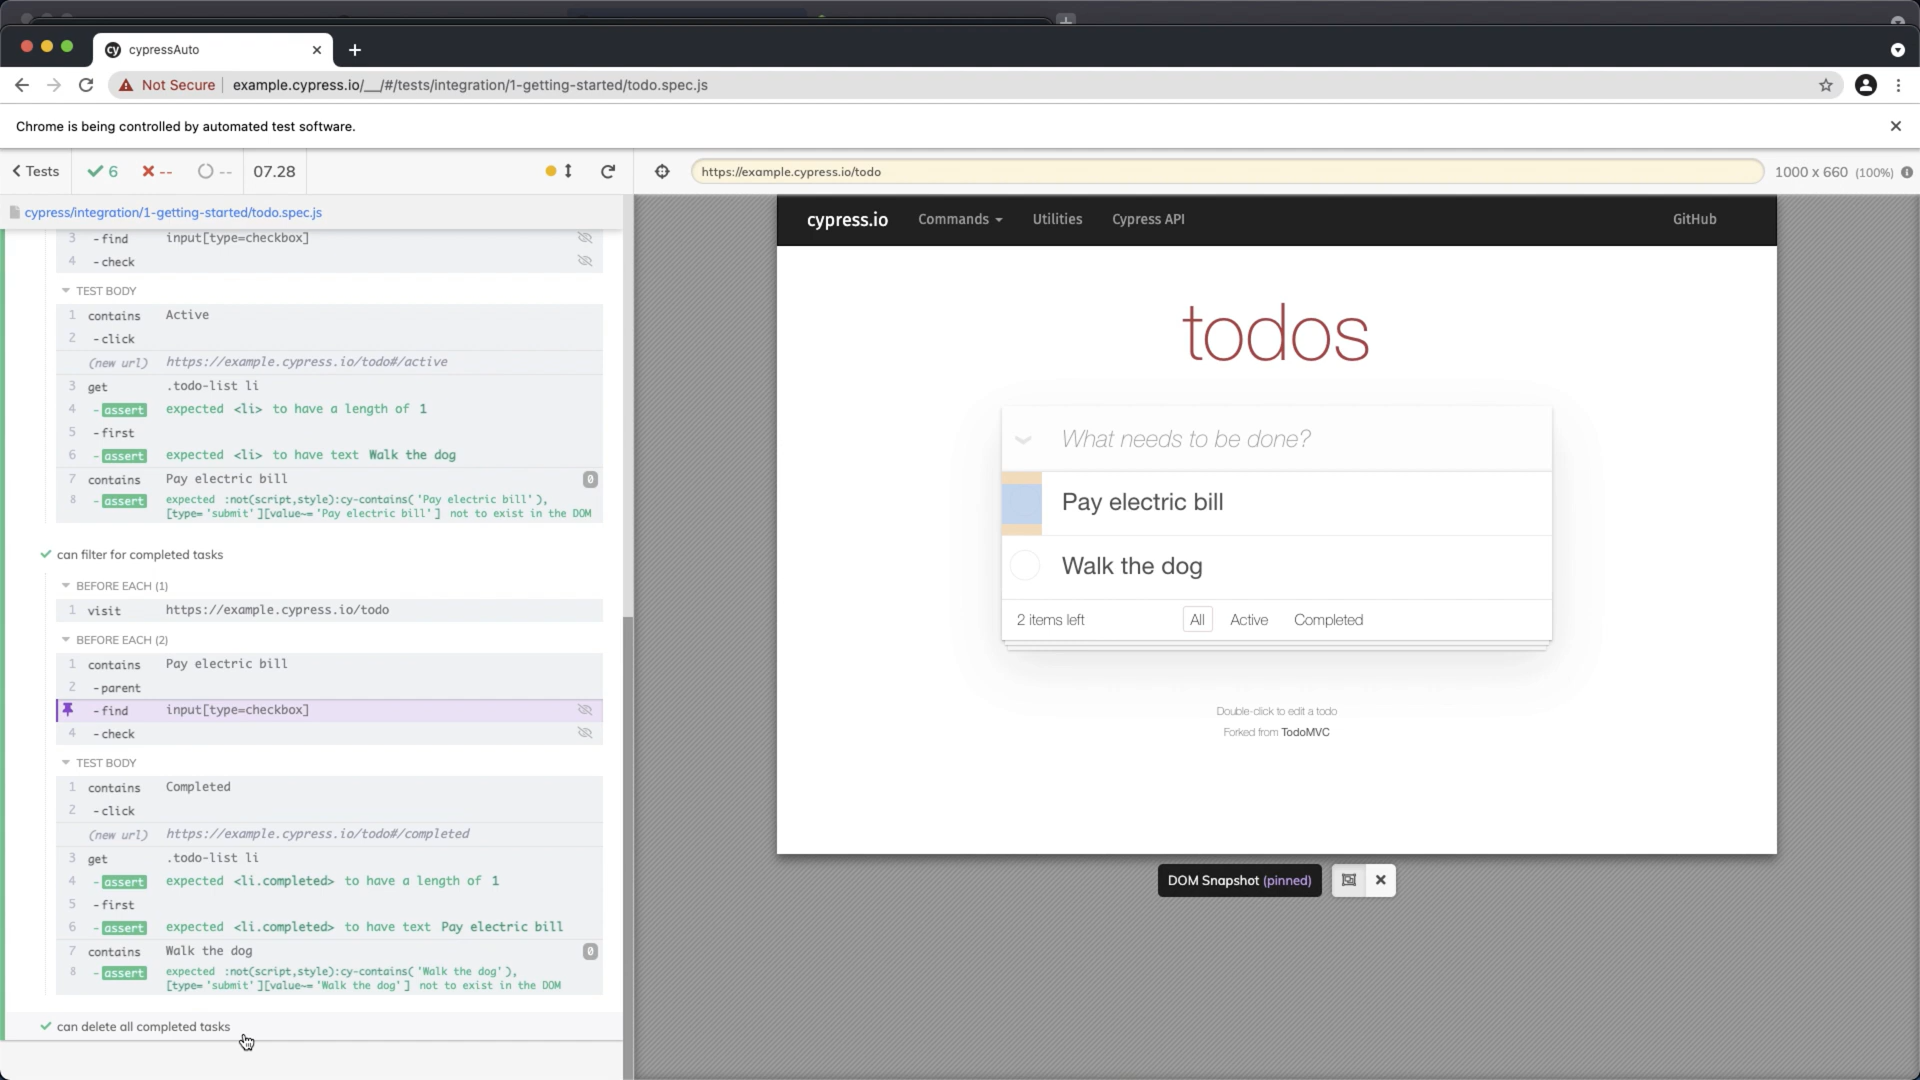 cypressAuto
Not Secure
example.cypress.io/__/#/tests/integration/1-getting-started/todo.spec.js
Chrome is being controlled by automated test software.
Tests 6 -- -- 07.28
https://example.cypress.io/todo
1000 x 660 (100%)
cypress/integration/1-getting-started/todo.spec.js
3 -find input[type=checkbox]
4 -check
TEST BODY
1 contains Active
2 -click
(new url) https://example.cypress.io/todo#/active
3 get .todo-list li
4 -assert expected <li> to have a length of 1
5 -first
6 -assert expected <li> to have text Walk the dog
7 contains Pay electric bill 0
8 -assert expected :not(script,style):cy-contains('Pay electric bill'),
[type='submit'][value~='Pay electric bill'] not to exist in the DOM
can filter for completed tasks
BEFORE EACH (1)
1 visit https://example.cypress.io/todo
BEFORE EACH (2)
1 contains Pay electric bill
2 -parent
-find input[type=checkbox]
4 -check
TEST BODY
1 contains Completed
2 -click
(new url) https://example.cypress.io/todo#/completed
3 get .todo-list li
4 -assert expected <li.completed> to have a length of 1
5 -first
6 -assert expected <li.completed> to have text Pay electric bill
7 contains Walk the dog 0
8 -assert expected :not(script,style):cy-contains('Walk the dog'),
[type='submit'][value~='Walk the dog'] not to exist in the DOM
can delete all completed tasks
cypress.io Commands Utilities Cypress API GitHub
todos
What needs to be done?
Pay electric bill
Walk the dog
2 items left All Active Completed
Double-click to edit a todo
Forked from TodoMVC
DOM Snapshot (pinned)